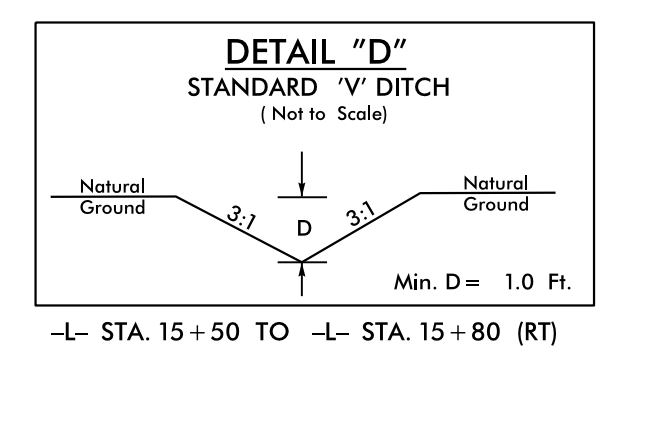 DETAIL "D"
STANDARD 'V' DITCH
( Not to Scale)
Natural
Ground
3:1
D
3:1
Natural
Ground
Min. D = 1.0 Ft.
–L– STA. 15+50 TO –L– STA. 15+80 (RT)